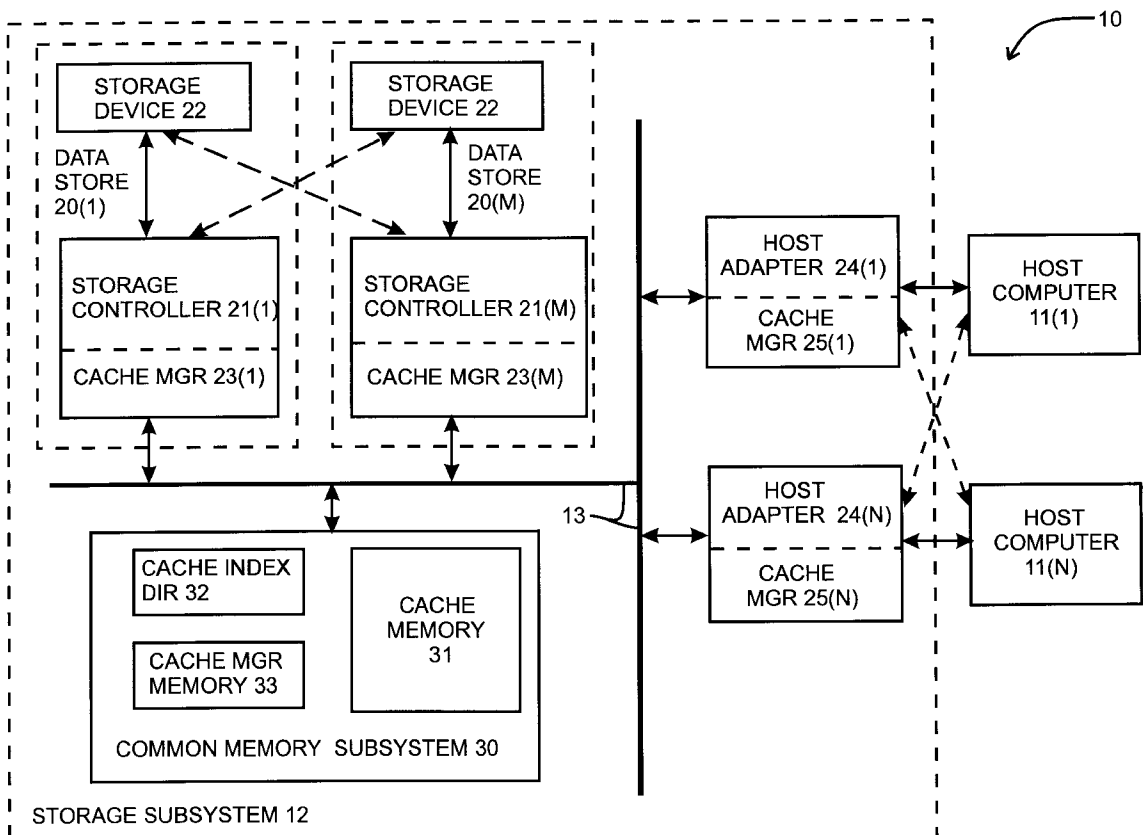 10
STORAGE
DEVICE 22
STORAGE
DEVICE 22
DATA
STORE
20(1)
DATA
STORE
20(M)
STORAGE
CONTROLLER 21(1)
CACHE MGR 23(1)
STORAGE
CONTROLLER 21(M)
CACHE MGR 23(M)
HOST
ADAPTER 24(1)
CACHE
MGR 25(1)
HOST
COMPUTER
11(1)
13
HOST
ADAPTER 24(N)
CACHE
MGR 25(N)
HOST
COMPUTER
11(N)
CACHE INDEX
DIR 32
CACHE MGR
MEMORY 33
CACHE
MEMORY
31
COMMON MEMORY SUBSYSTEM 30
STORAGE SUBSYSTEM 12